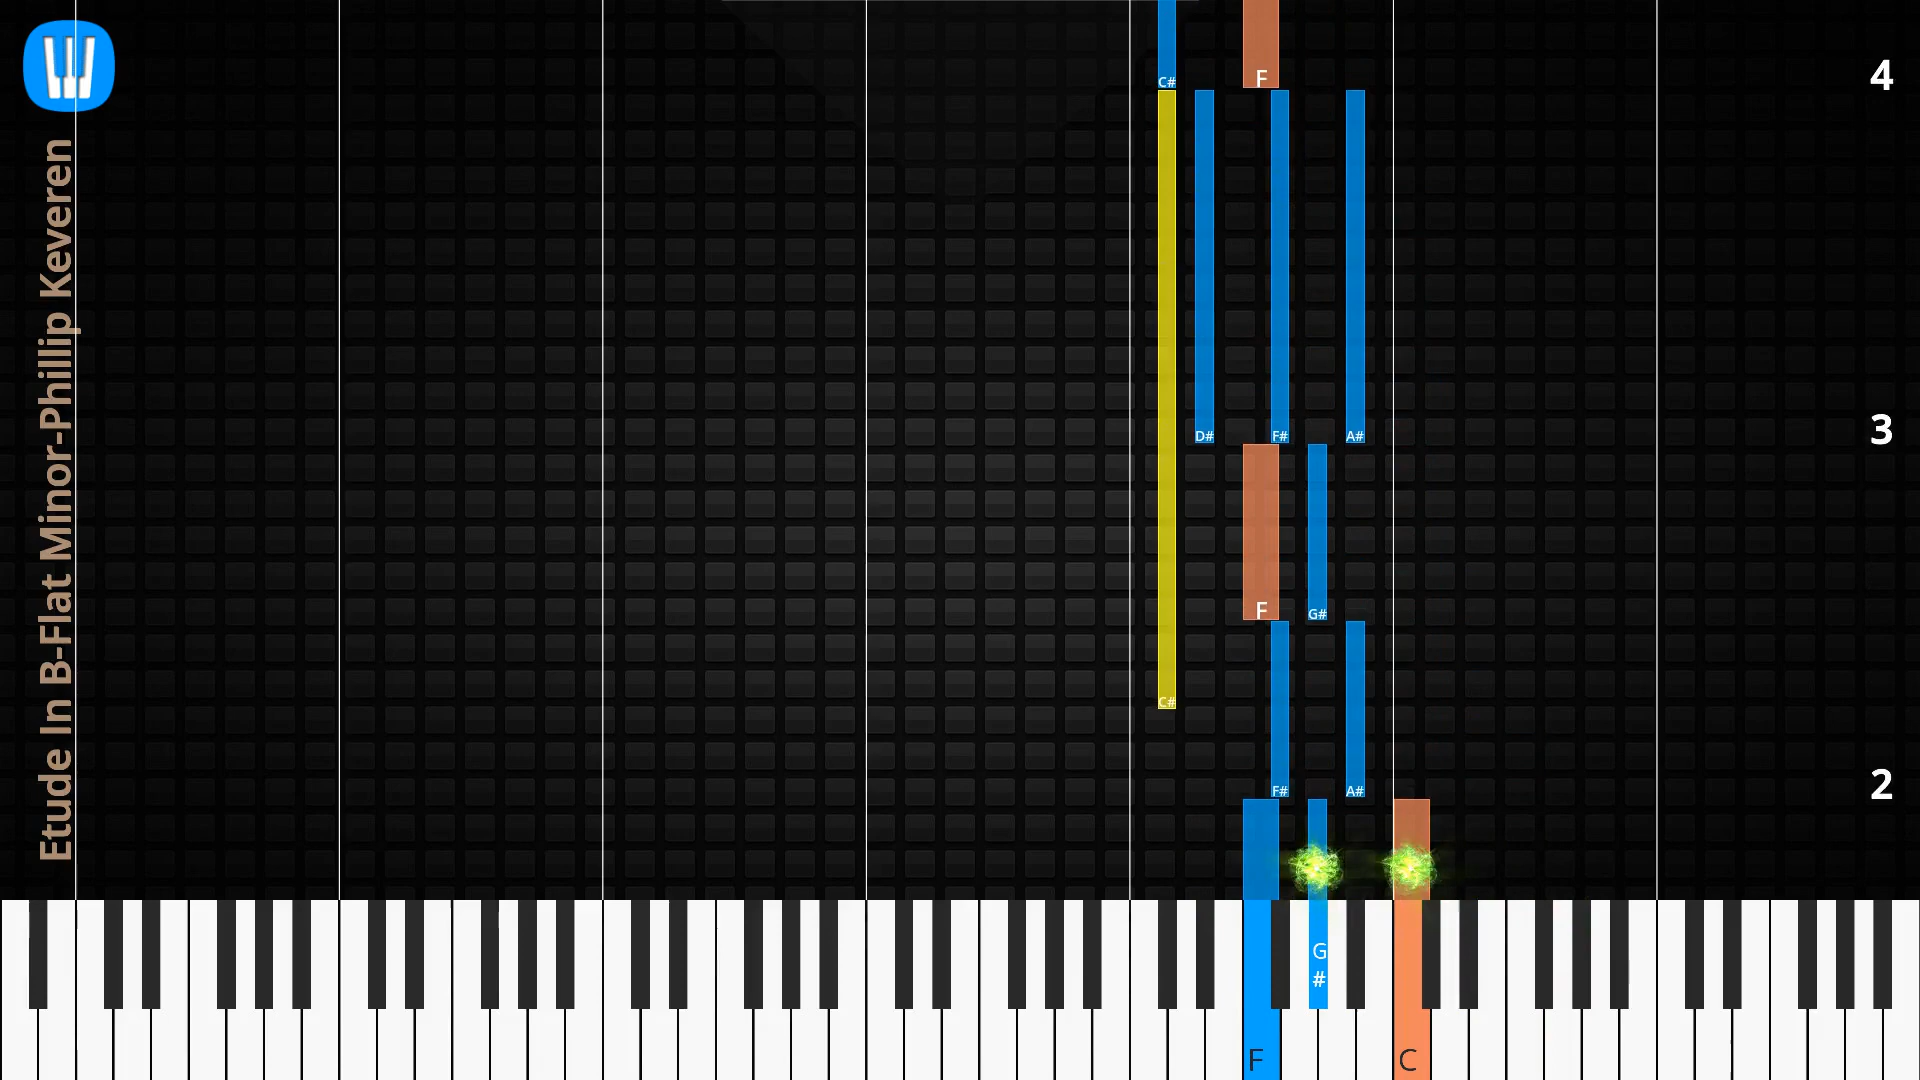 Etude In B-Flat Minor-Phillip Keveren
C#
F
4
D#
F#
A#
3
F
G#
C#
F#
A#
2
G
#
F
C